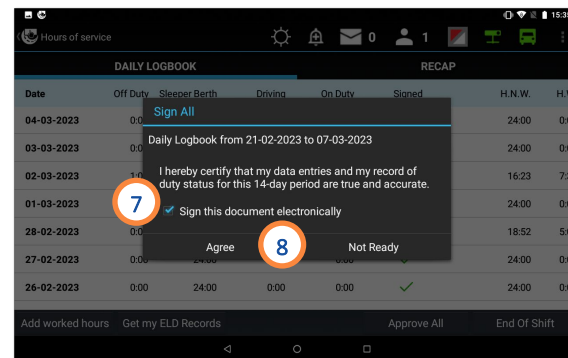 15:35
Hours of service
0
1
DAILY LOGBOOK
RECAP
Date Off Duty Sleeper Berth Driving On Duty Signed H.N.W.
04-03-2023 24:00
03-03-2023 24:00
02-03-2023 16:23
01-03-2023 24:00
28-02-2023 18:52
27-02-2023 0:00 24:00 0:00 0:00 24:00
26-02-2023 0:00 24:00 0:00 0:00 24:00
Sign All
Daily Logbook from 21-02-2023 to 07-03-2023
I hereby certify that my data entries and my record of
duty status for this 14-day period are true and accurate.
7
Sign this document electronically
Agree
8
Not Ready
Add worked hours Get my ELD Records Approve All End Of Shift